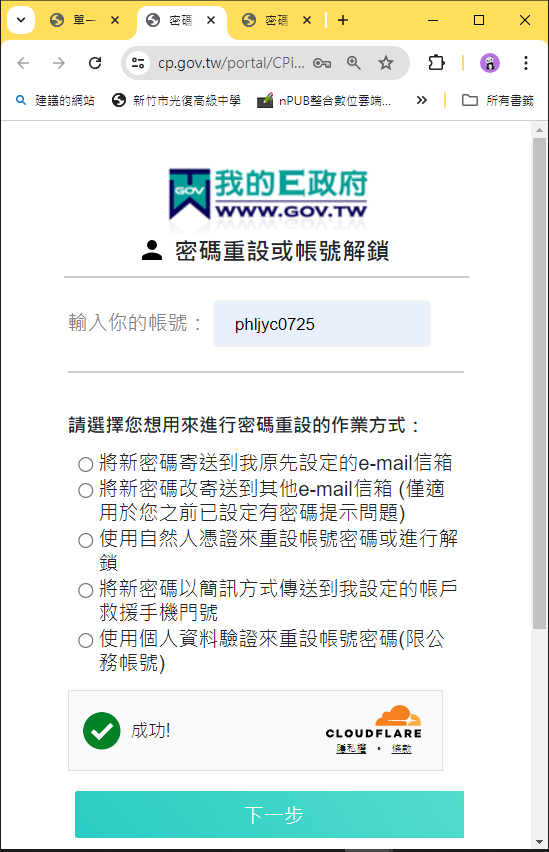 單一
密碼
密碼
cp.gov.tw/portal/CPi...
建議的網站
新竹市光復高級中學
nPUB整合數位雲端...
所有書籤
GOV
我的E政府
WWW.GOV.TW
密碼重設或帳號解鎖
輸入你的帳號：
phljyc0725
請選擇您想用來進行密碼重設的作業方式：
將新密碼寄送到我原先設定的e-mail信箱
將新密碼改寄送到其他e-mail信箱 (僅適
用於您之前已設定有密碼提示問題)
使用自然人憑證來重設帳號密碼或進行解
鎖
將新密碼以簡訊方式傳送到我設定的帳戶
救援手機門號
使用個人資料驗證來重設帳號密碼(限公
務帳號)
成功!
CLOUDFLARE
隱私權 • 條款
下一步